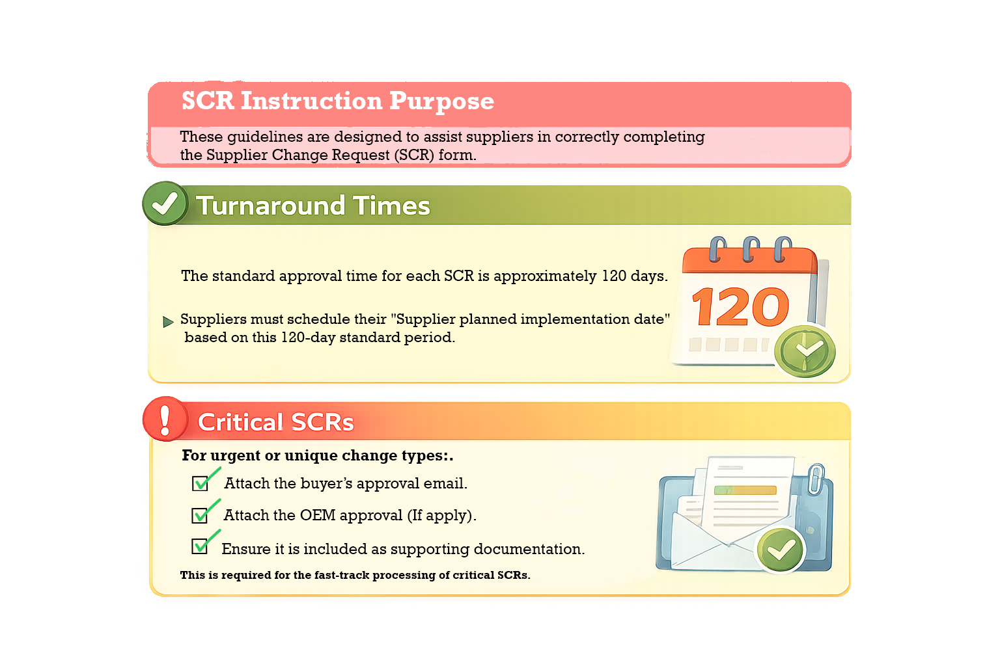 SCR Instruction Purpose
These guidelines are designed to assist suppliers in correctly completing
the Supplier Change Request (SCR) form.
Turnaround Times
The standard approval time for each SCR is approximately 120 days.
Suppliers must schedule their "Supplier planned implementation date"
based on this 120-day standard period.
120
Critical SCRs
For urgent or unique change types:.
Attach the buyer’s approval email.
Attach the OEM approval (If apply).
Ensure it is included as supporting documentation.
This is required for the fast-track processing of critical SCRs.